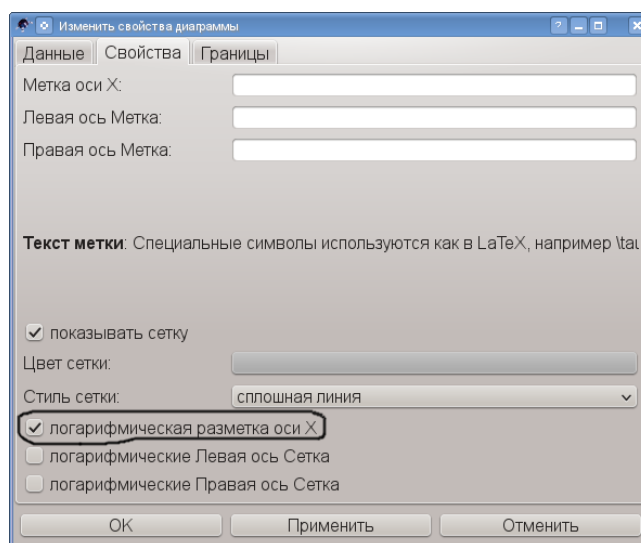 Изменить свойства диаграммы
Данные Свойства Границы
Метка оси X:
Левая ось Метка:
Правая ось Метка:
Текст метки: Специальные символы используются как в LaTeX, например \tau
показывать сетку
Цвет сетки:
Стиль сетки: сплошная линия
логарифмическая разметка оси X
логарифмические Левая ось Сетка
логарифмические Правая ось Сетка
OK Применить Отменить